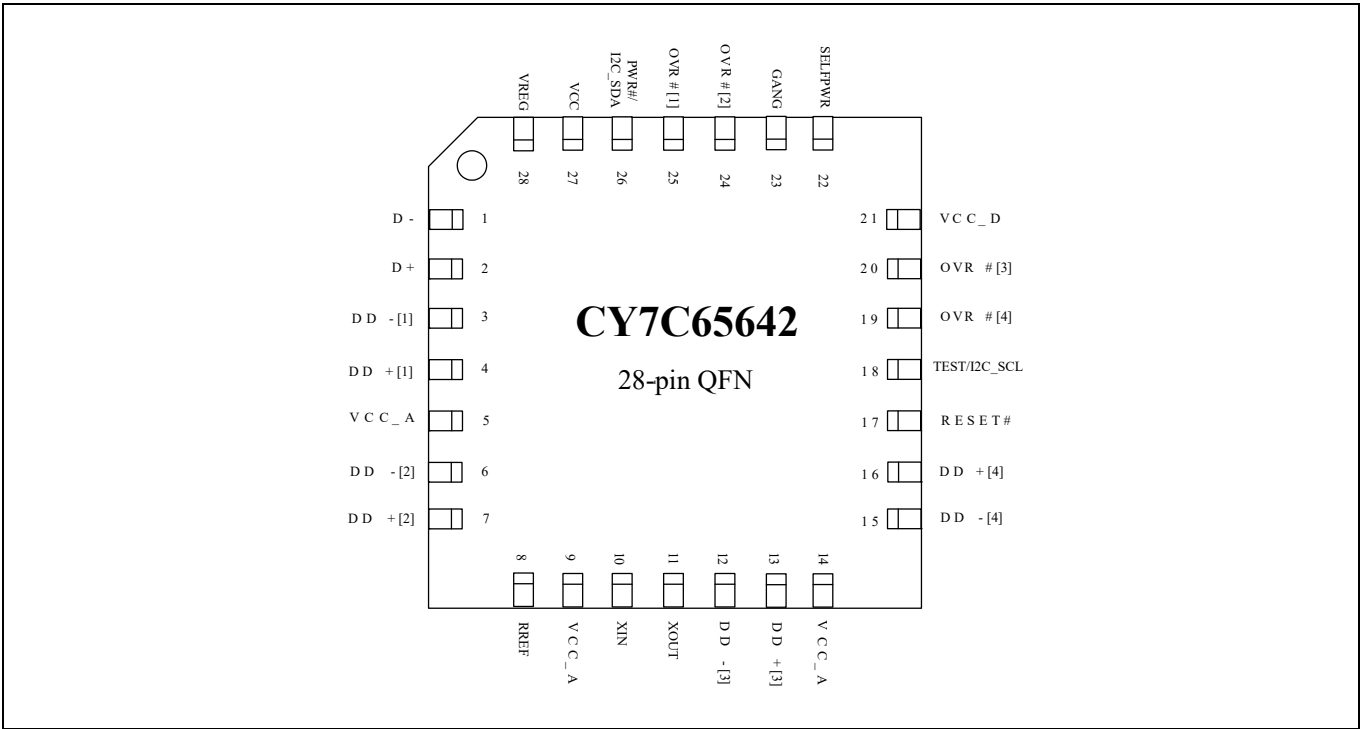 VREG
VCC
PWR#/
I2C_SDA
OVR # [1]
OVR # [2]
GANG
SELFPWR
28
27
26
25
24
23
22
D -
1
D +
2
DD - [1]
3
DD + [1]
4
VCC_A
5
DD - [2]
6
DD + [2]
7
21
VCC_D
20
OVR # [3]
19
OVR # [4]
18
TEST/I2C_SCL
17
RESET#
16
DD + [4]
15
DD - [4]
CY7C65642
28-pin QFN
8
9
10
11
12
13
14
RREF
VCC_A
XIN
XOUT
DD - [3]
DD + [3]
VCC_A